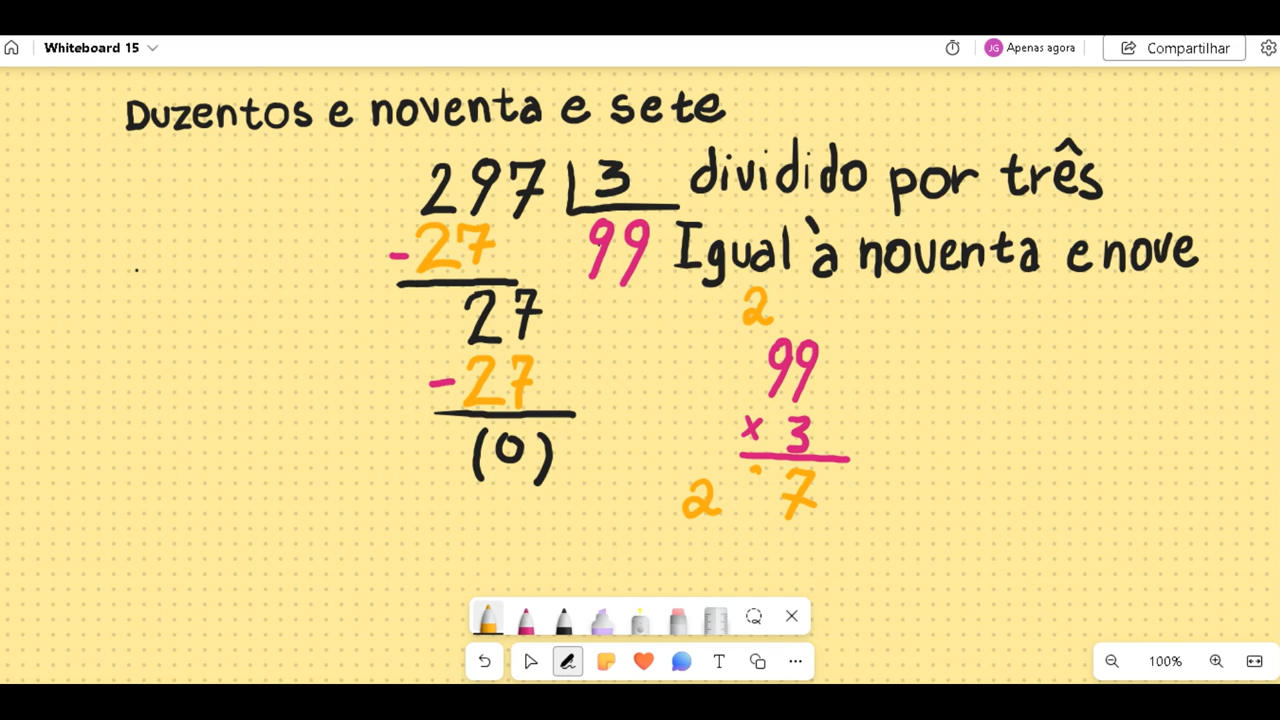 Whiteboard 15
JG Apenas agora
Compartilhar
Duzentos e noventa e sete
297 3 dividido por três
- 27 99 Igual à noventa e nove
2
27
99
- 27
x 3
(0)
2 7
T
100%